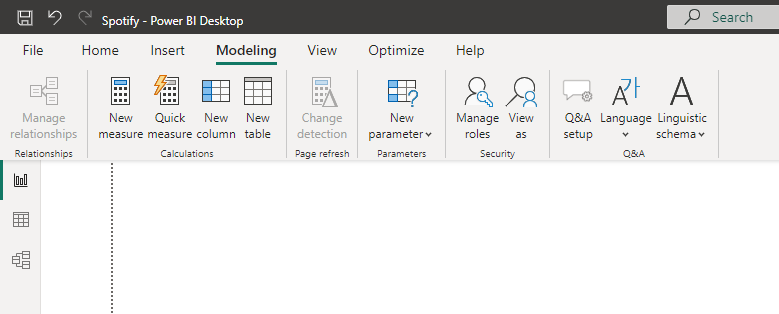 Spotify - Power BI Desktop
Search
File Home Insert Modeling View Optimize Help
Manage relationships
New measure
Quick measure
New column
New table
Change detection
New parameter
Manage roles
View as
Q&A setup
A가
Language
A
Linguistic schema
Relationships
Calculations
Page refresh
Parameters
Security
Q&A